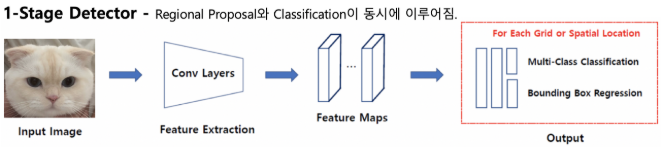 1-Stage Detector - Regional Proposal와 Classification이 동시에 이루어짐.
For Each Grid or Spatial Location
Conv Layers
...
Multi-Class Classification
Bounding Box Regression
Input Image
Feature Extraction
Feature Maps
Output